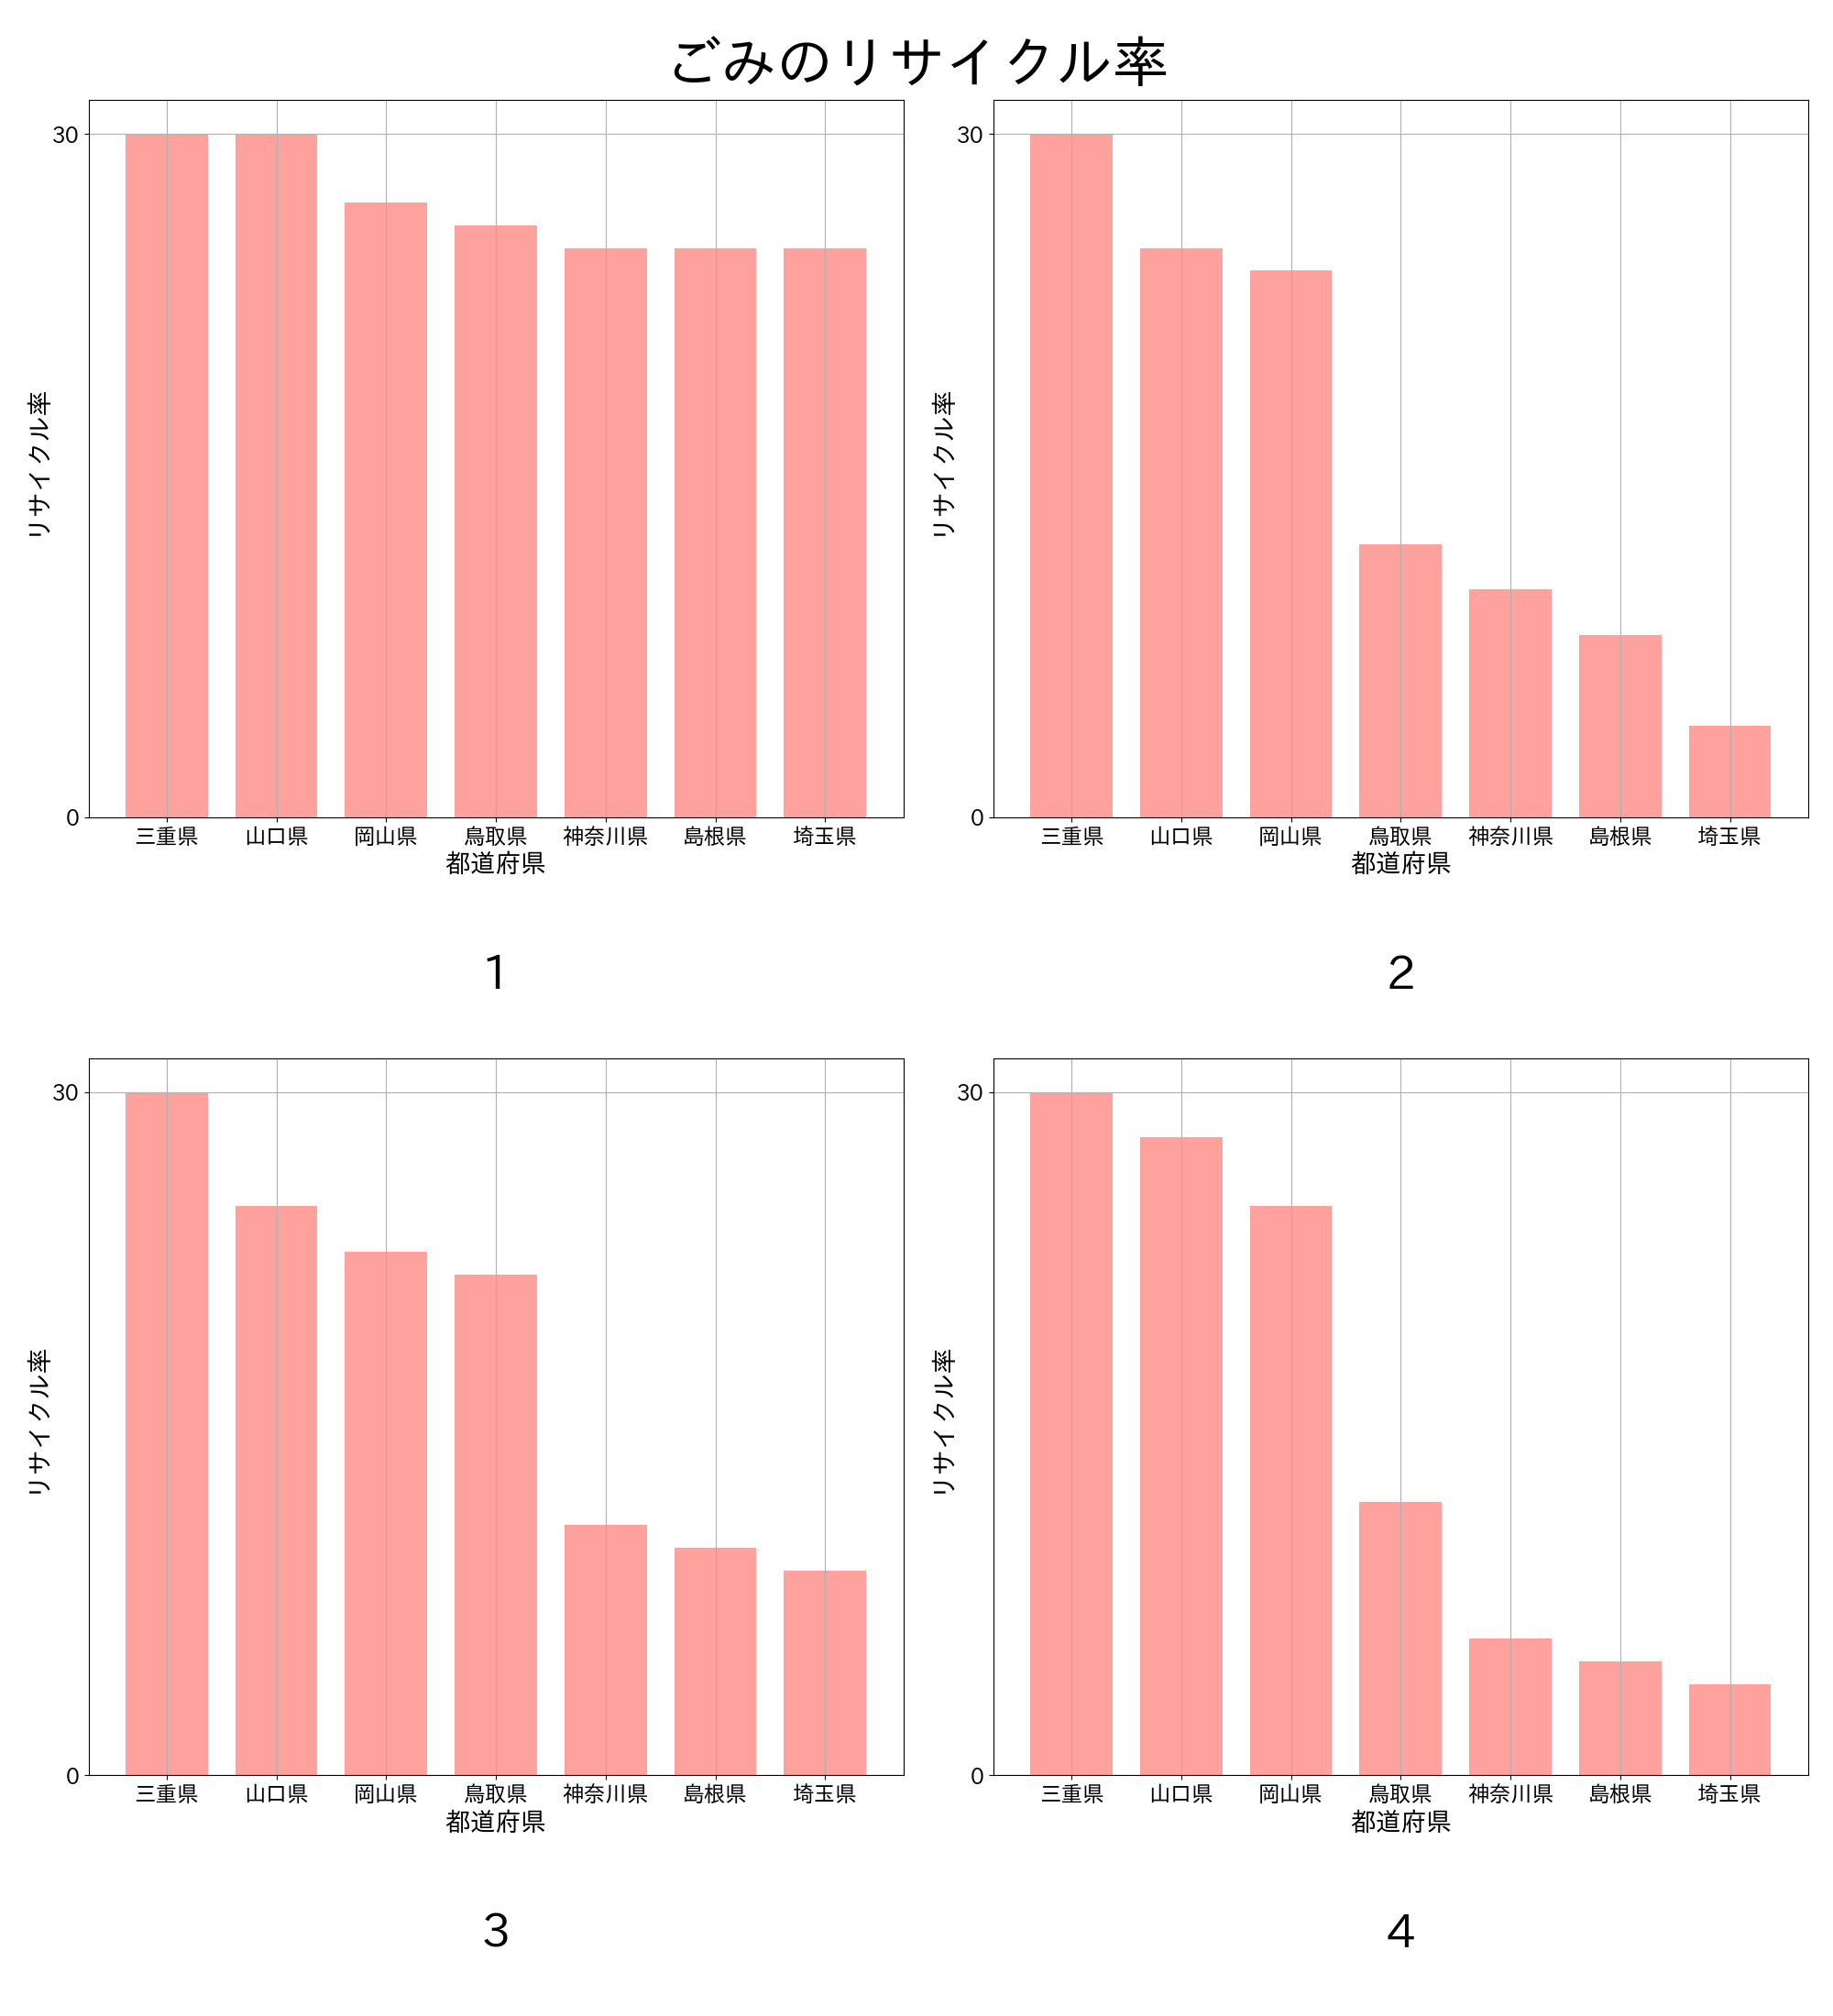 ごみのリサイクル率
30
0
リサイクル率
三重県 山口県 岡山県 鳥取県 神奈川県 島根県 埼玉県
都道府県
1
30
0
リサイクル率
三重県 山口県 岡山県 鳥取県 神奈川県 島根県 埼玉県
都道府県
2
30
0
リサイクル率
三重県 山口県 岡山県 鳥取県 神奈川県 島根県 埼玉県
都道府県
3
30
0
リサイクル率
三重県 山口県 岡山県 鳥取県 神奈川県 島根県 埼玉県
都道府県
4